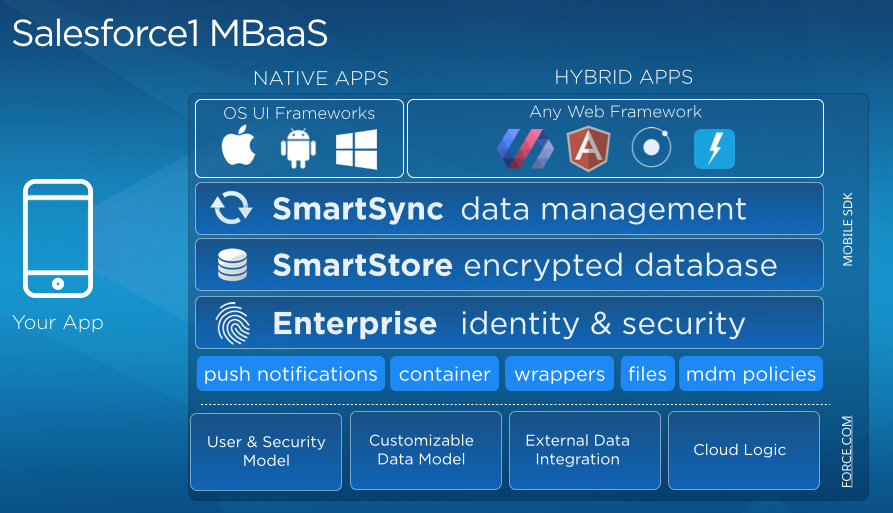 Salesforce1 MBaaS
NATIVE APPS
HYBRID APPS
OS UI Frameworks
Any Web Framework
SmartSync data management
SmartStore encrypted database
Enterprise identity & security
MOBILE SDK
Your App
push notifications
container
wrappers
files
mdm policies
User & Security
Model
Customizable
Data Model
External Data
Integration
Cloud Logic
FORCE.COM